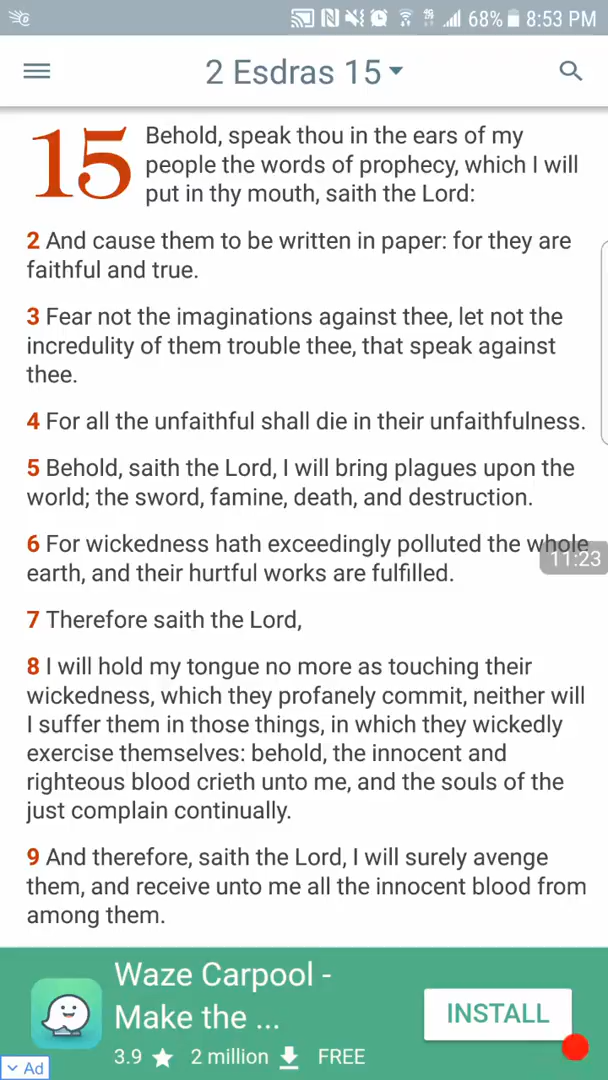 68% 8:53 PM
2 Esdras 15
15 Behold, speak thou in the ears of my
people the words of prophecy, which I will
put in thy mouth, saith the Lord:
2 And cause them to be written in paper: for they are
faithful and true.
3 Fear not the imaginations against thee, let not the
incredulity of them trouble thee, that speak against
thee.
4 For all the unfaithful shall die in their unfaithfulness.
5 Behold, saith the Lord, I will bring plagues upon the
world; the sword, famine, death, and destruction.
6 For wickedness hath exceedingly polluted the whole
11:23
earth, and their hurtful works are fulfilled.
7 Therefore saith the Lord,
8 I will hold my tongue no more as touching their
wickedness, which they profanely commit, neither will
I suffer them in those things, in which they wickedly
exercise themselves: behold, the innocent and
righteous blood crieth unto me, and the souls of the
just complain continually.
9 And therefore, saith the Lord, I will surely avenge
them, and receive unto me all the innocent blood from
among them.
Waze Carpool -
Make the ...
INSTALL
3.9 2 million FREE
Ad